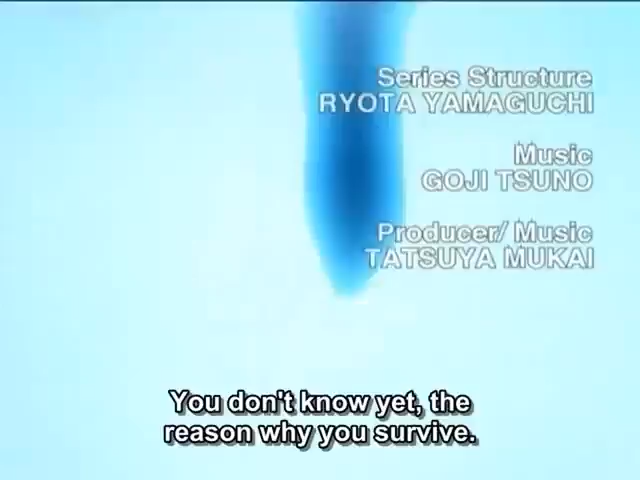 Series Structure
RYOTA YAMAGUCHI
Music
GOJI TSUNO
Producer/ Music
TATSUYA MUKAI
You don't know yet, the
reason why you survive.